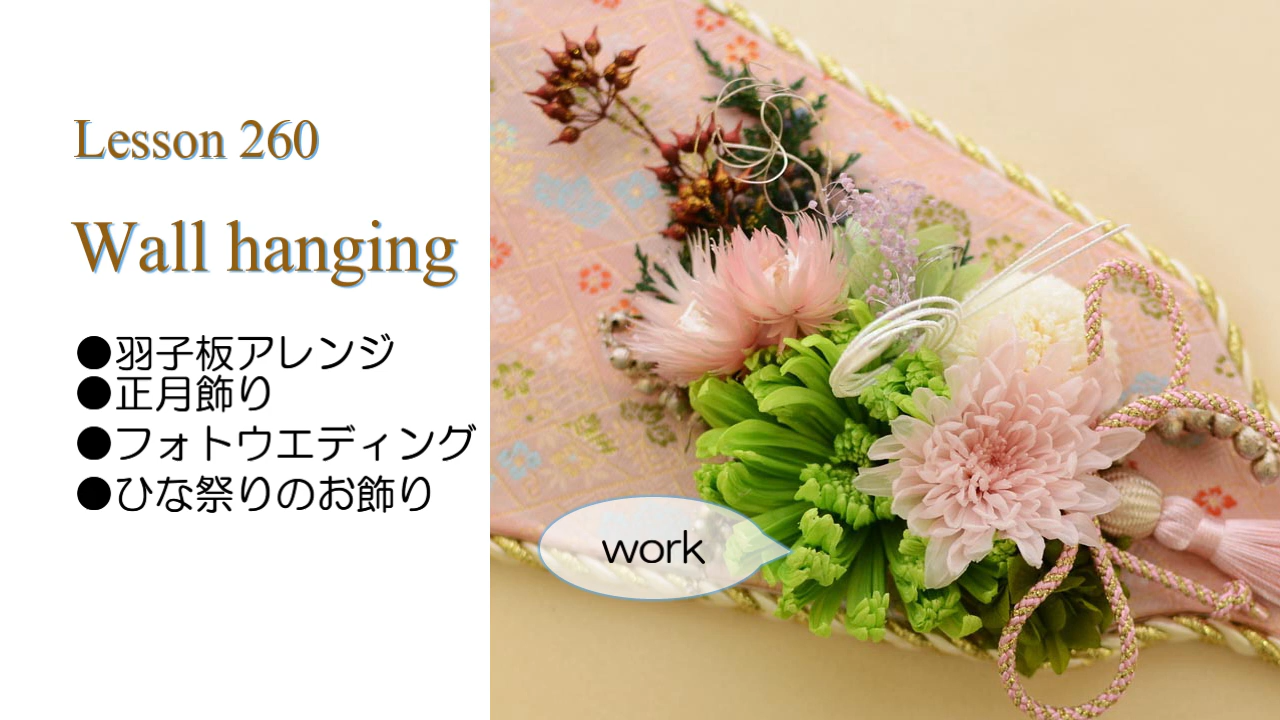 Lesson 260
Wall hanging
●羽子板アレンジ
●正月飾り
●フォトウエディング
●ひな祭りのお飾り
work